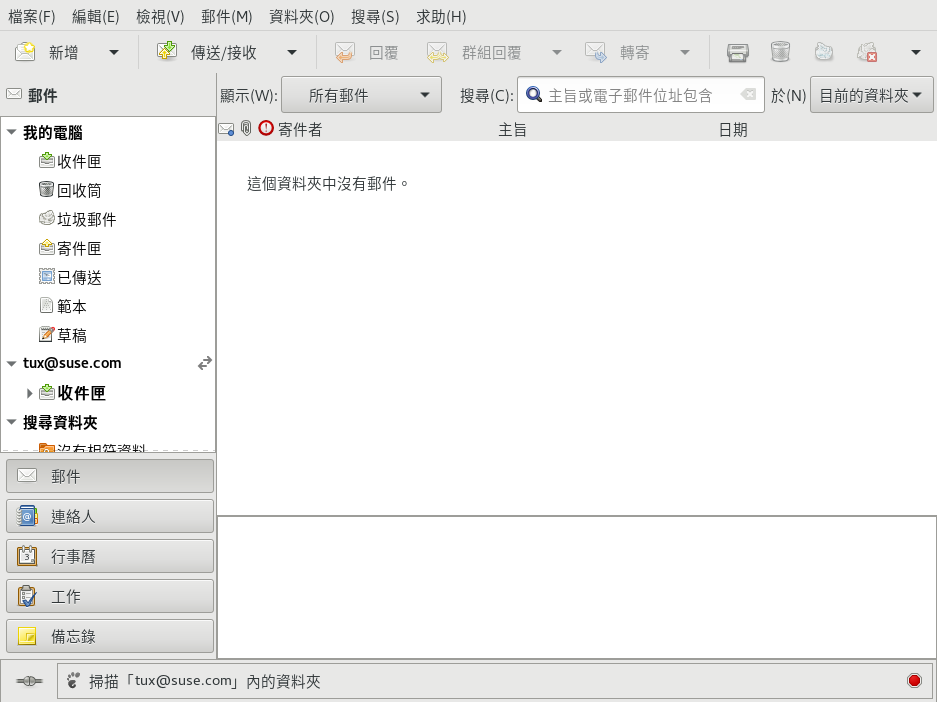 檔案(F) 編輯(E) 檢視(V) 郵件(M) 資料夾(O) 搜尋(S) 求助(H)
新增 傳送/接收 回覆 群組回覆 轉寄
郵件 顯示(W): 所有郵件 搜尋(C): 主旨或電子郵件位址包含 於(N) 目前的資料夾
寄件者 主旨 日期
我的電腦
收件匣
回收筒
垃圾郵件
寄件匣
已傳送
範本
草稿
tux@suse.com
收件匣
搜尋資料夾
沒有相符資料
這個資料夾中沒有郵件。
郵件
連絡人
行事曆
工作
備忘錄
掃描「tux@suse.com」內的資料夾